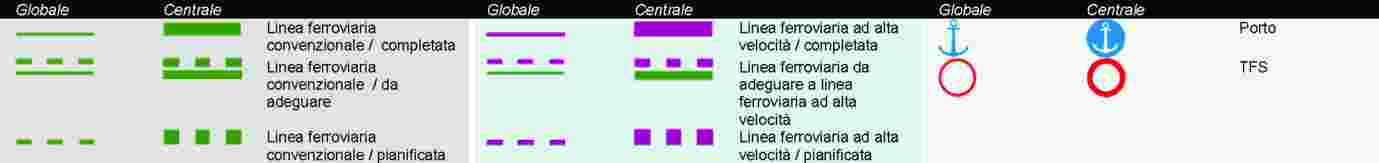 Globale Centrale
Linea ferroviaria
convenzionale / completata
Linea ferroviaria
convenzionale / da
adeguare
Linea ferroviaria
convenzionale / pianificata
Globale Centrale
Linea ferroviaria ad alta
velocità / completata
Linea ferroviaria da
adeguare a linea
ferroviaria ad alta
velocità
Linea ferroviaria ad alta
velocità / pianificata
Globale Centrale
Porto
TFS